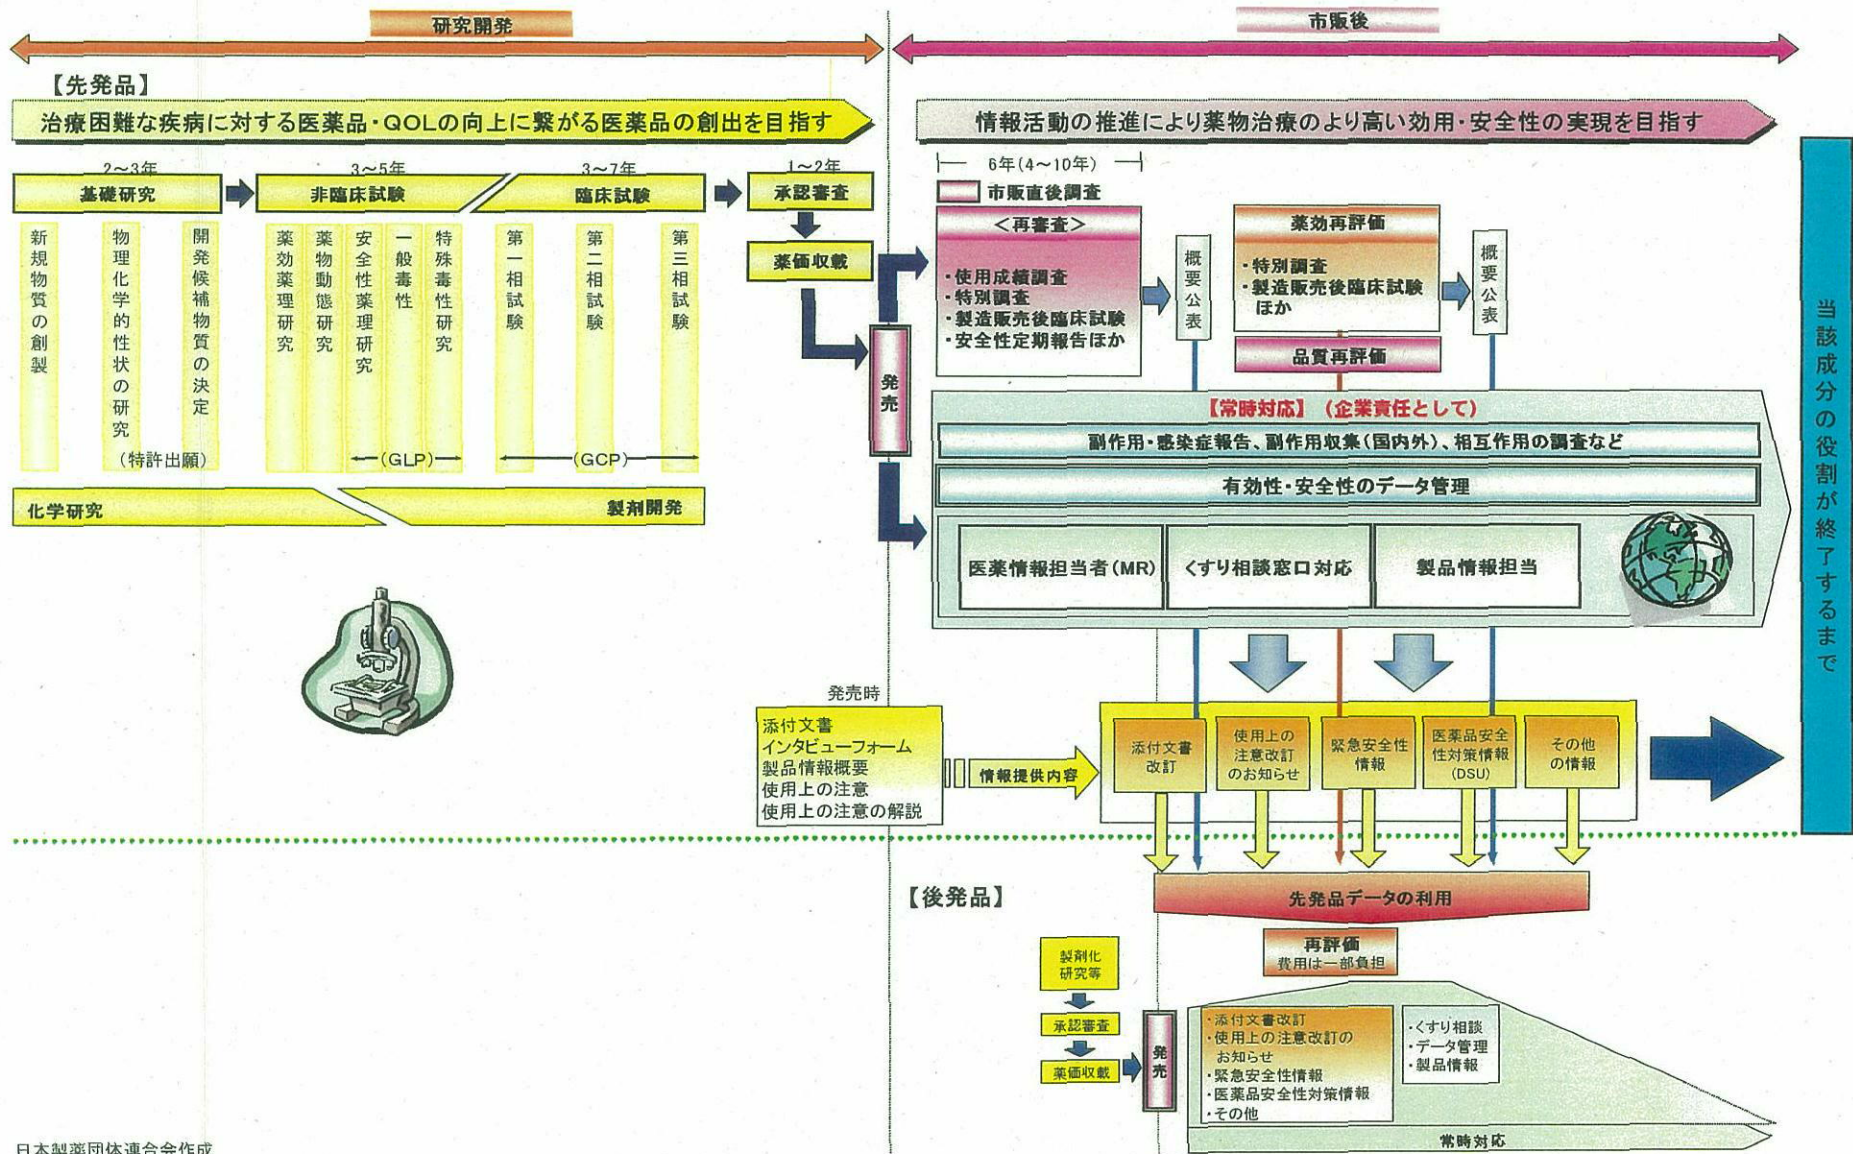 研究開発
市販後
【先発品】
治療困難な疾病に対する医薬品・QOLの向上に繋がる医薬品の創出を目指す
情報活動の推進により薬物治療のより高い効用・安全性の実現を目指す
2～3年
3～5年
3～7年
1～2年
6年(4～10年)
基礎研究
非臨床試験
臨床試験
承認審査
薬価収載
市販直後調査
新規物質の創製
物理化学的性状の研究
開発候補物質の決定
(特許出願)
薬効薬理研究
薬物動態研究
安全性薬理研究
一般毒性
特殊毒性研究
(GLP)
第一相試験
第二相試験
第三相試験
(GCP)
化学研究
製剤開発
発売
＜再審査＞
・使用成績調査
・特別調査
・製造販売後臨床試験
・安全性定期報告ほか
概要公表
薬効再評価
・特別調査
・製造販売後臨床試験
ほか
品質再評価
概要公表
【常時対応】(企業責任として)
副作用・感染症報告、副作用収集(国内外)、相互作用の調査など
有効性・安全性のデータ管理
医薬情報担当者(MR)
くすり相談窓口対応
製品情報担当
当該成分の役割が終了するまで
発売時
添付文書
インタビューフォーム
製品情報概要
使用上の注意
使用上の注意の解説
情報提供内容
添付文書
改訂
使用上の
注意改訂
のお知らせ
緊急安全性
情報
医薬品安全
性対策情報
(DSU)
その他
の情報
【後発品】
先発品データの利用
再評価
費用は一部負担
製剤化
研究等
承認審査
薬価収載
発売
・添付文書改訂
・使用上の注意改訂の
お知らせ
・緊急安全性情報
・医薬品安全性対策情報
・その他
・くすり相談
・データ管理
・製品情報
常時対応
日本製薬団体連合会作成